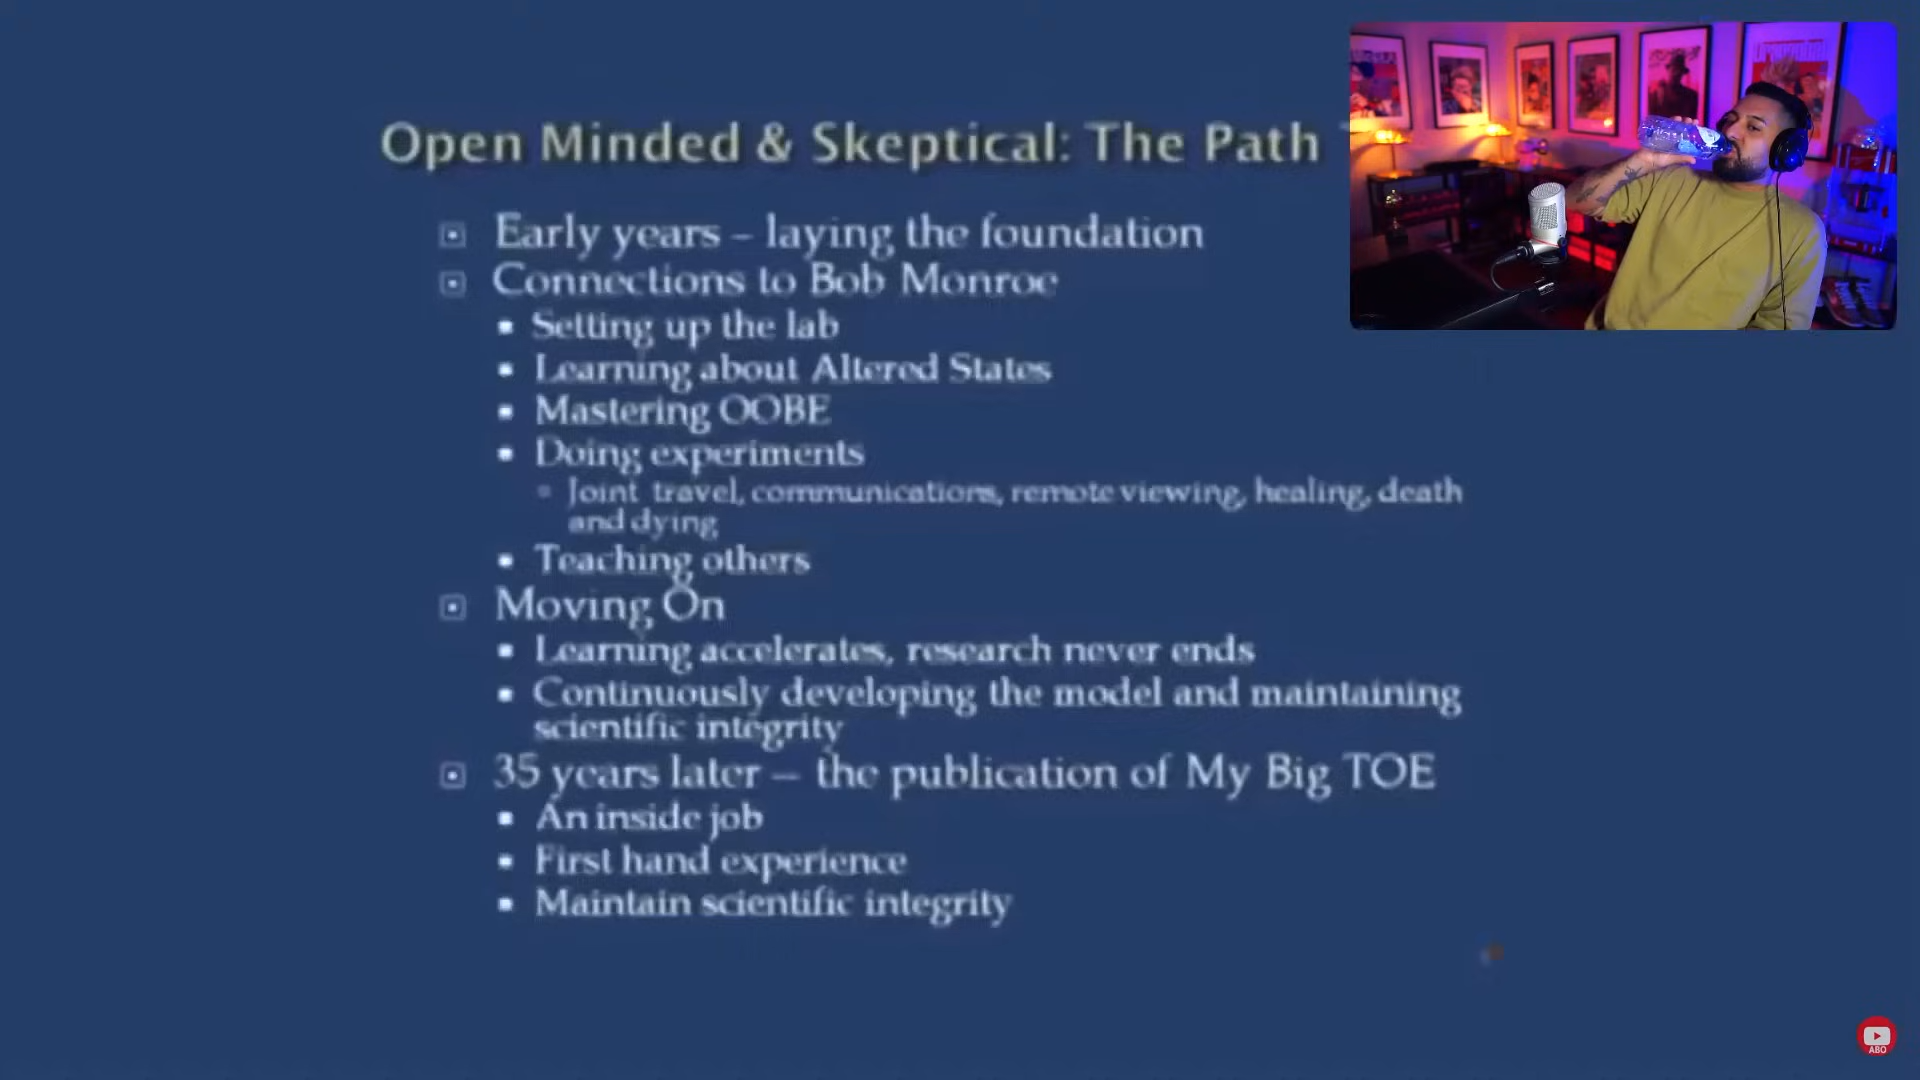 Open Minded & Skeptical: The Path
Early years – laying the foundation
Connections to Bob Monroe
Setting up the lab
Learning about Altered States
Mastering OOBE
Doing experiments
Joint travel, communications, remote viewing, healing, death
and dying
Teaching others
Moving On
Learning accelerates, research never ends
Continuously developing the model and maintaining
scientific integrity
35 years later – the publication of My Big TOE
An inside job
First hand experience
Maintain scientific integrity
ABO